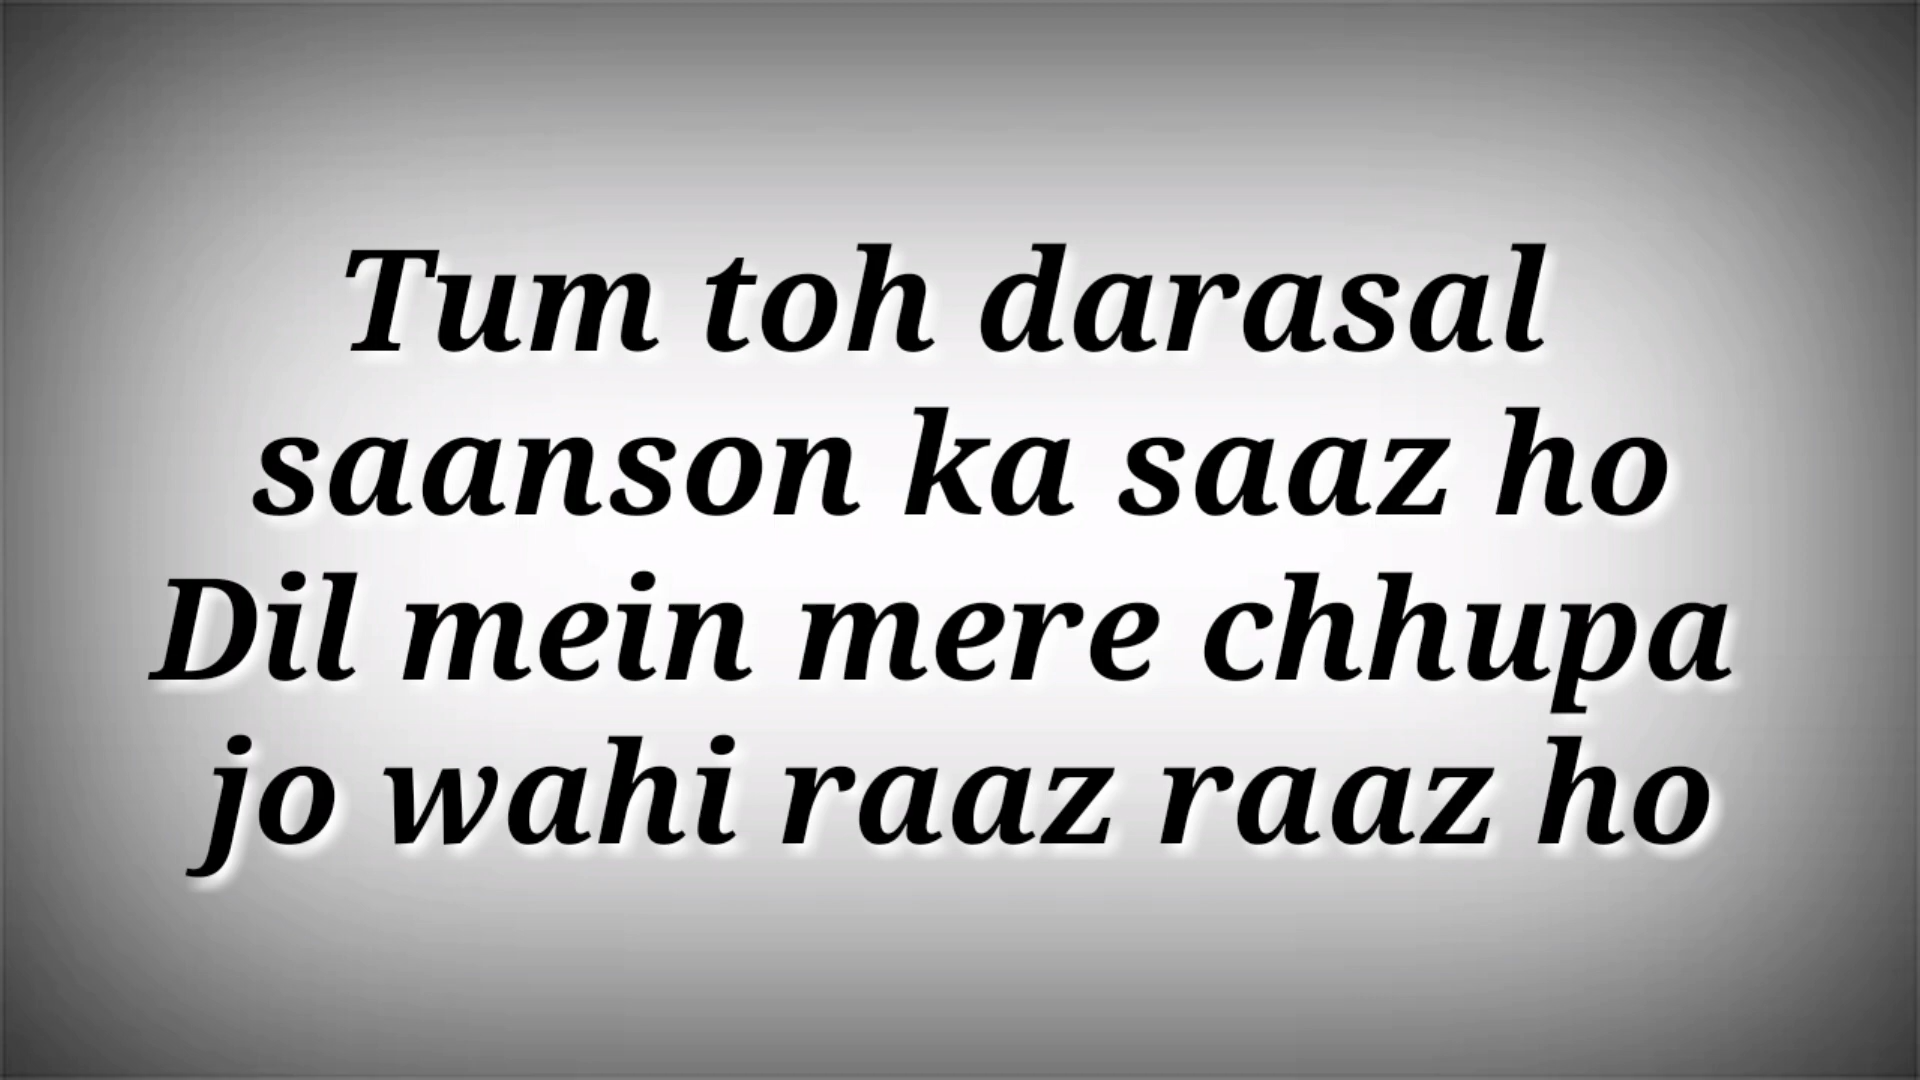 Tum toh darasal
saanson ka saaz ho
Dil mein mere chhupa
jo wahi raaz raaz ho